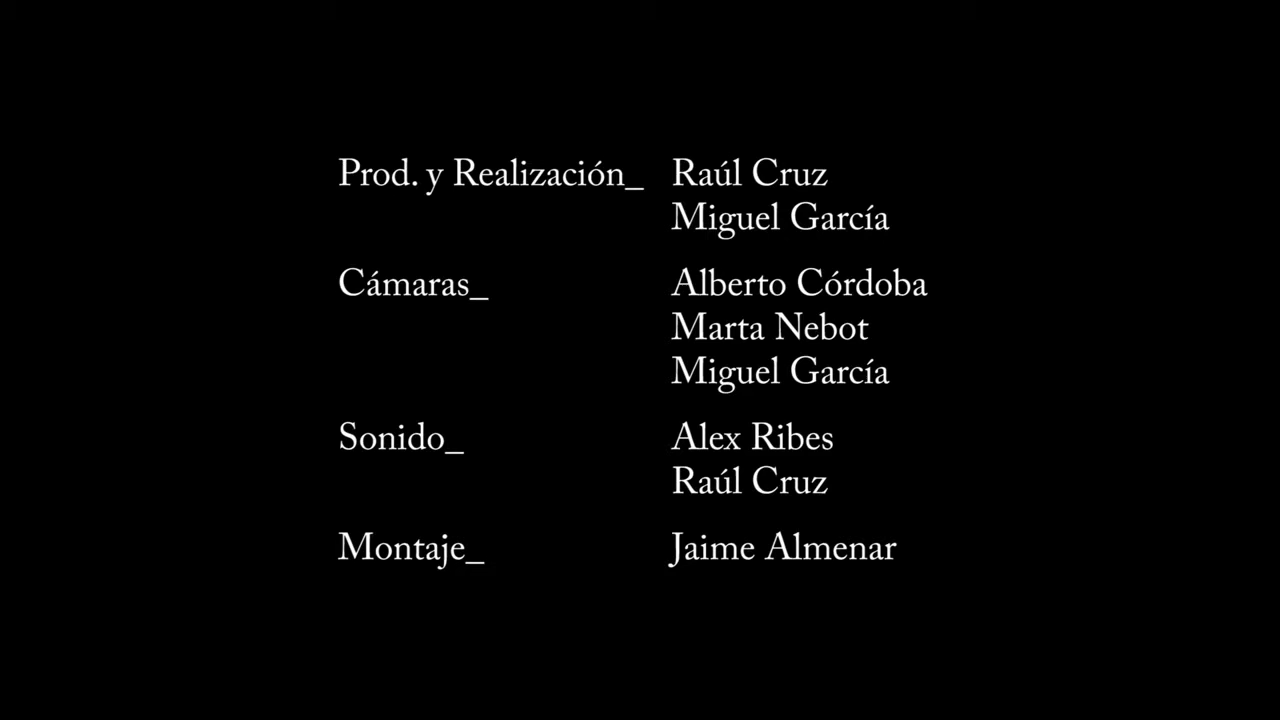 Prod. y Realización_ Raúl Cruz
Miguel García
Cámaras_ Alberto Córdoba
Marta Nebot
Miguel García
Sonido_ Alex Ribes
Raúl Cruz
Montaje_ Jaime Almenar